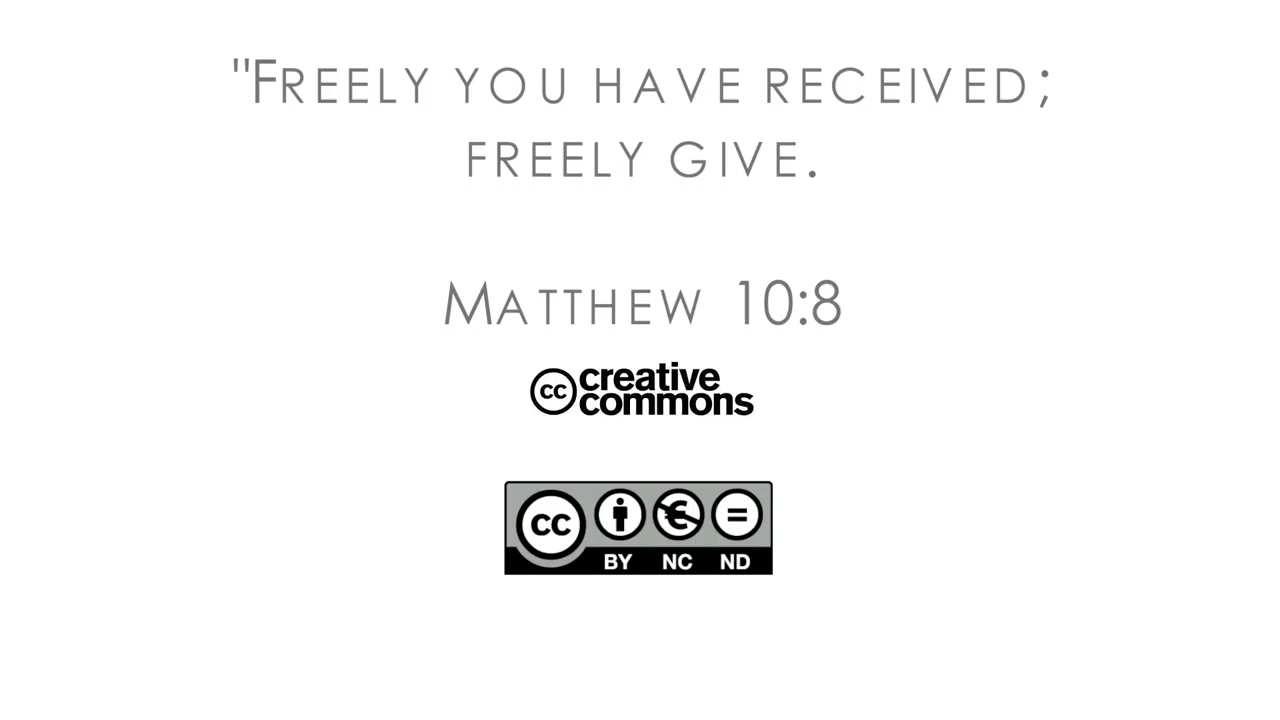 "Freely you have received;
freely give.
Matthew 10:8
cc creative
commons
cc
BY NC ND